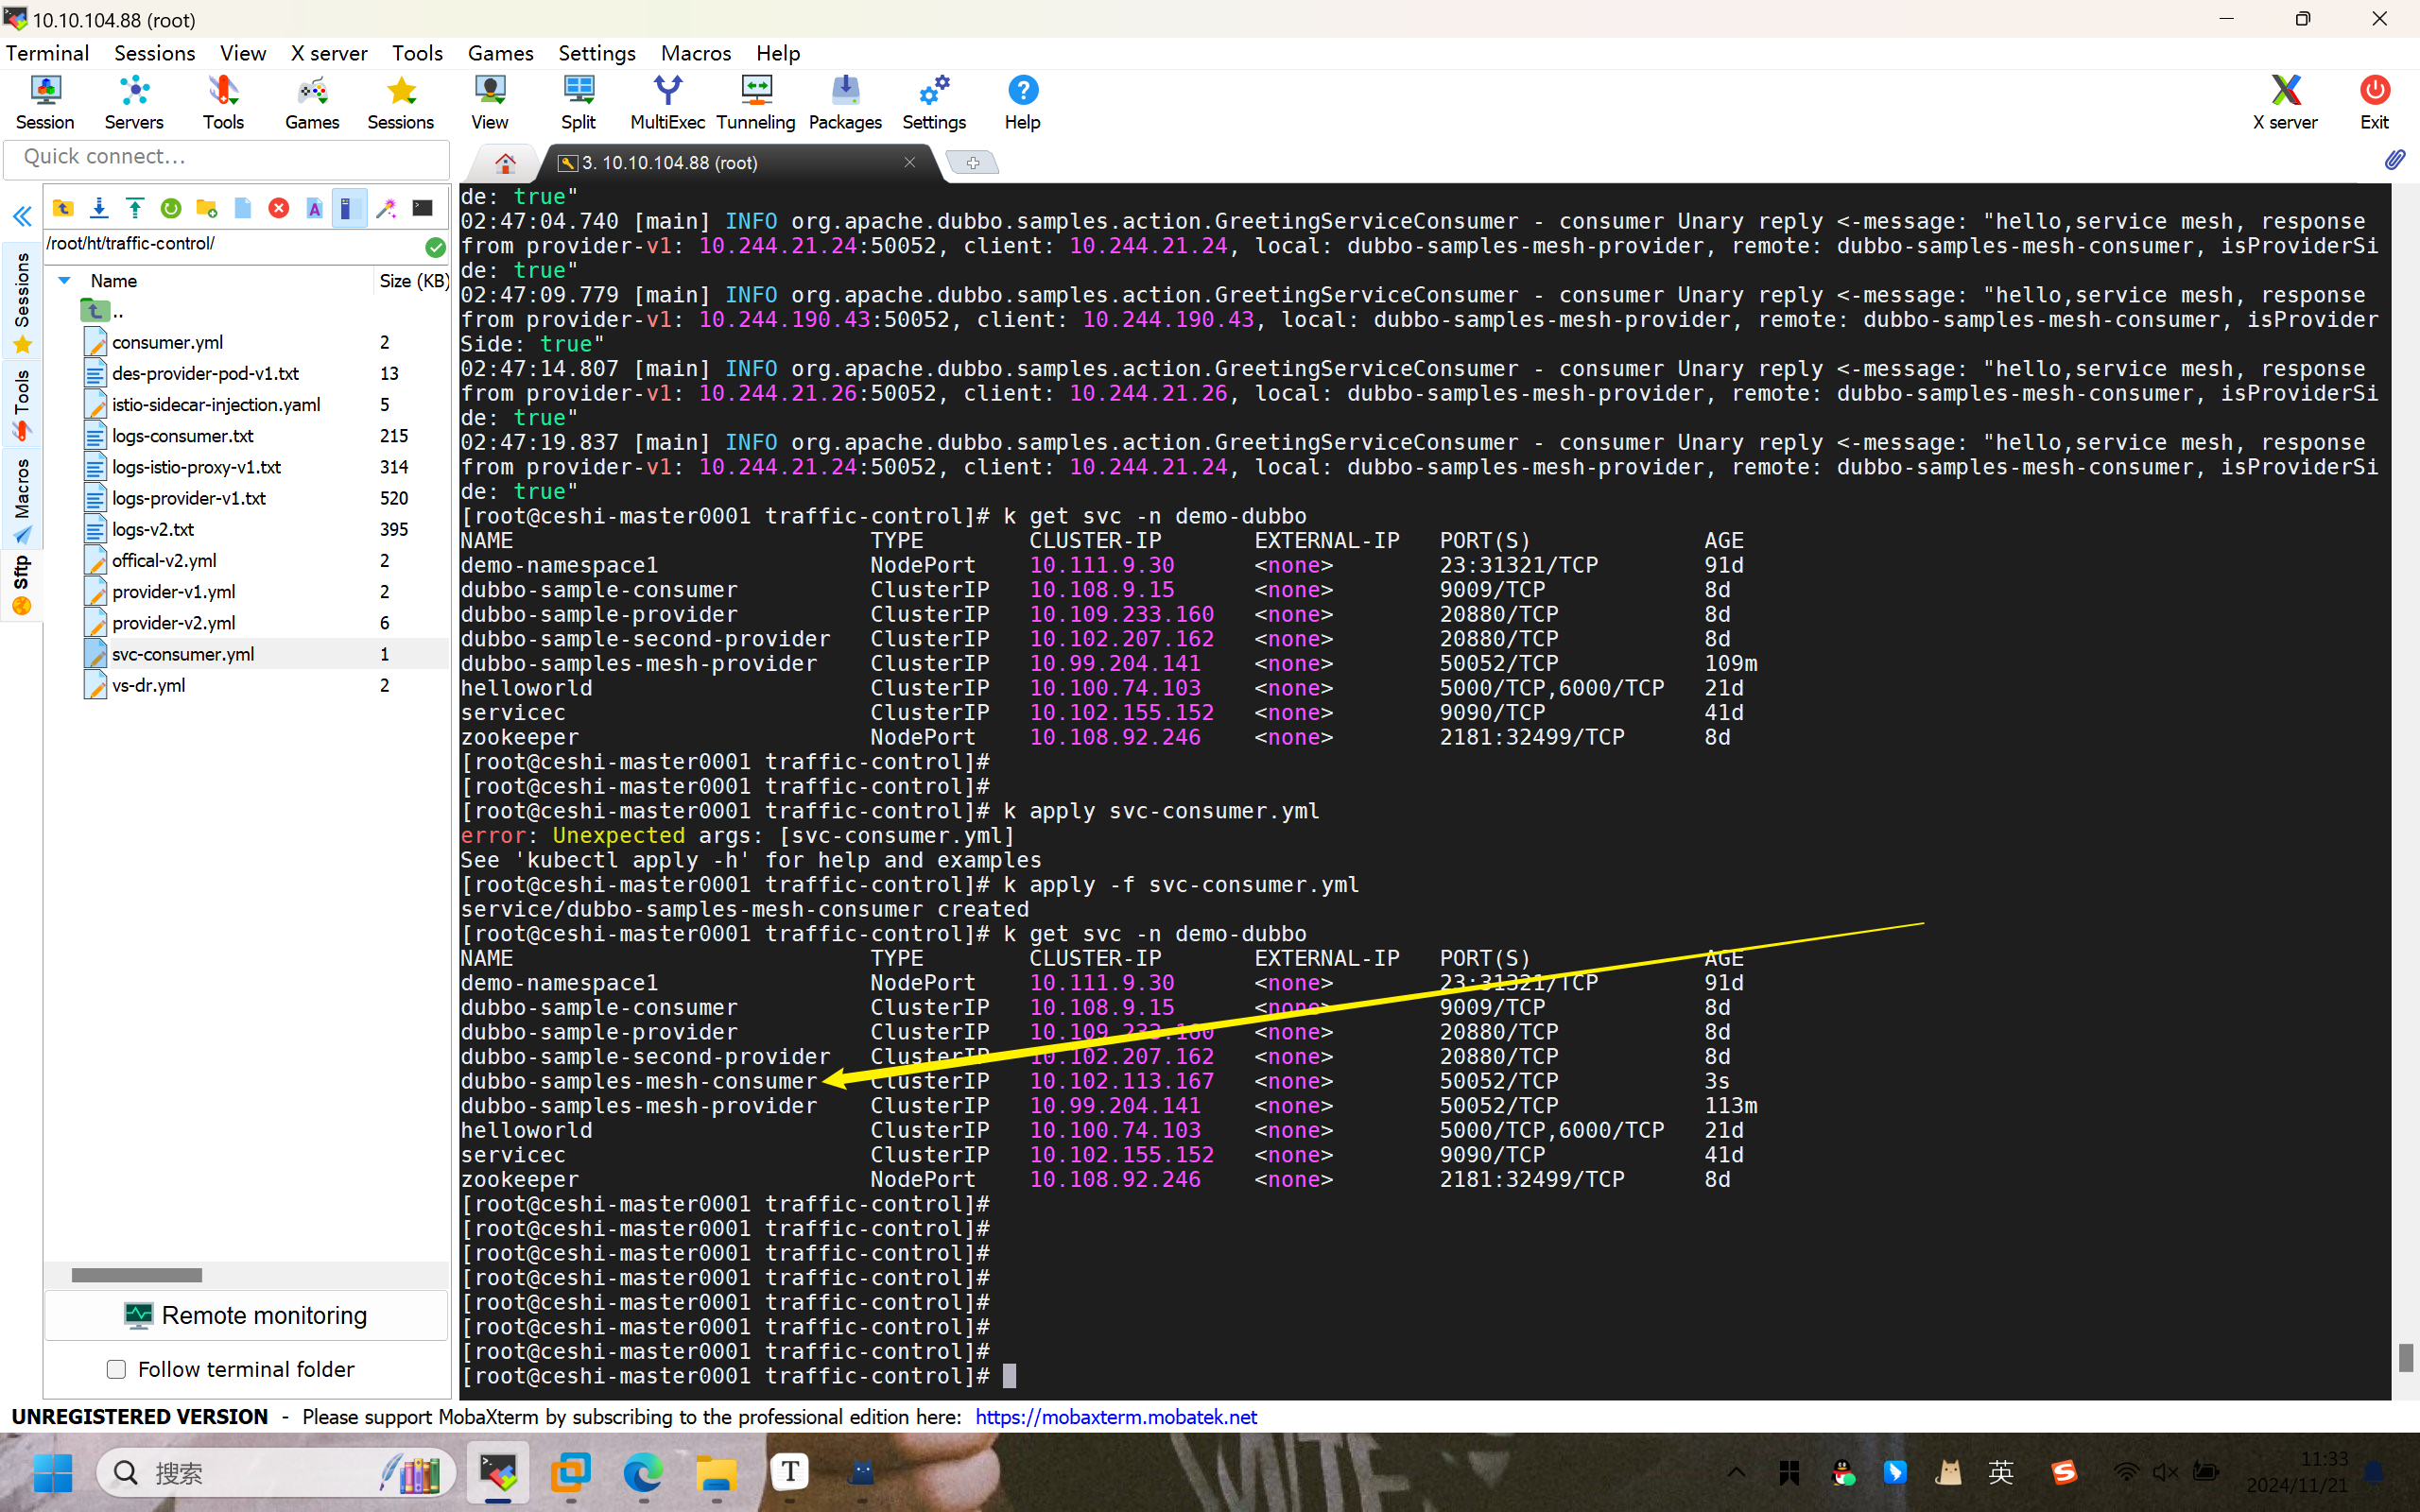 10.10.104.88 (root)
Terminal Sessions View X server Tools Games Settings Macros Help
Session Servers Tools Games Sessions View Split MultiExec Tunneling Packages Settings Help X server Exit
Quick connect...
3. 10.10.104.88 (root)
/root/ht/traffic-control/
Name Size (KB)
..
consumer.yml 2
des-provider-pod-v1.txt 13
istio-sidecar-injection.yaml 5
logs-consumer.txt 215
logs-istio-proxy-v1.txt 314
logs-provider-v1.txt 520
logs-v2.txt 395
offical-v2.yml 2
provider-v1.yml 2
provider-v2.yml 6
svc-consumer.yml 1
vs-dr.yml 2
Sessions
Tools
Macros
Sftp
Remote monitoring
Follow terminal folder
de: true"
02:47:04.740 [main] INFO org.apache.dubbo.samples.action.GreetingServiceConsumer - consumer Unary reply <-message: "hello,service mesh, response
from provider-v1: 10.244.21.24:50052, client: 10.244.21.24, local: dubbo-samples-mesh-provider, remote: dubbo-samples-mesh-consumer, isProviderSi
de: true"
02:47:09.779 [main] INFO org.apache.dubbo.samples.action.GreetingServiceConsumer - consumer Unary reply <-message: "hello,service mesh, response
from provider-v1: 10.244.190.43:50052, client: 10.244.190.43, local: dubbo-samples-mesh-provider, remote: dubbo-samples-mesh-consumer, isProvider
Side: true"
02:47:14.807 [main] INFO org.apache.dubbo.samples.action.GreetingServiceConsumer - consumer Unary reply <-message: "hello,service mesh, response
from provider-v1: 10.244.21.26:50052, client: 10.244.21.26, local: dubbo-samples-mesh-provider, remote: dubbo-samples-mesh-consumer, isProviderSi
de: true"
02:47:19.837 [main] INFO org.apache.dubbo.samples.action.GreetingServiceConsumer - consumer Unary reply <-message: "hello,service mesh, response
from provider-v1: 10.244.21.24:50052, client: 10.244.21.24, local: dubbo-samples-mesh-provider, remote: dubbo-samples-mesh-consumer, isProviderSi
de: true"
[root@ceshi-master0001 traffic-control]# k get svc -n demo-dubbo
NAME TYPE CLUSTER-IP EXTERNAL-IP PORT(S) AGE
demo-namespace1 NodePort 10.111.9.30 <none> 23:31321/TCP 91d
dubbo-sample-consumer ClusterIP 10.108.9.15 <none> 9009/TCP 8d
dubbo-sample-provider ClusterIP 10.109.233.160 <none> 20880/TCP 8d
dubbo-sample-second-provider ClusterIP 10.102.207.162 <none> 20880/TCP 8d
dubbo-samples-mesh-provider ClusterIP 10.99.204.141 <none> 50052/TCP 109m
helloworld ClusterIP 10.100.74.103 <none> 5000/TCP,6000/TCP 21d
servicec ClusterIP 10.102.155.152 <none> 9090/TCP 41d
zookeeper NodePort 10.108.92.246 <none> 2181:32499/TCP 8d
[root@ceshi-master0001 traffic-control]#
[root@ceshi-master0001 traffic-control]#
[root@ceshi-master0001 traffic-control]# k apply svc-consumer.yml
error: Unexpected args: [svc-consumer.yml]
See 'kubectl apply -h' for help and examples
[root@ceshi-master0001 traffic-control]# k apply -f svc-consumer.yml
service/dubbo-samples-mesh-consumer created
[root@ceshi-master0001 traffic-control]# k get svc -n demo-dubbo
NAME TYPE CLUSTER-IP EXTERNAL-IP PORT(S) AGE
demo-namespace1 NodePort 10.111.9.30 <none> 23:31321/TCP 91d
dubbo-sample-consumer ClusterIP 10.108.9.15 <none> 9009/TCP 8d
dubbo-sample-provider ClusterIP 10.109.233.160 <none> 20880/TCP 8d
dubbo-sample-second-provider ClusterIP 10.102.207.162 <none> 20880/TCP 8d
dubbo-samples-mesh-consumer ClusterIP 10.102.113.167 <none> 50052/TCP 3s
dubbo-samples-mesh-provider ClusterIP 10.99.204.141 <none> 50052/TCP 113m
helloworld ClusterIP 10.100.74.103 <none> 5000/TCP,6000/TCP 21d
servicec ClusterIP 10.102.155.152 <none> 9090/TCP 41d
zookeeper NodePort 10.108.92.246 <none> 2181:32499/TCP 8d
[root@ceshi-master0001 traffic-control]#
[root@ceshi-master0001 traffic-control]#
[root@ceshi-master0001 traffic-control]#
[root@ceshi-master0001 traffic-control]#
[root@ceshi-master0001 traffic-control]#
[root@ceshi-master0001 traffic-control]#
[root@ceshi-master0001 traffic-control]#
[root@ceshi-master0001 traffic-control]#
UNREGISTERED VERSION - Please support MobaXterm by subscribing to the professional edition here: https://mobaxterm.mobatek.net
搜索
英
11:33
2024/11/21